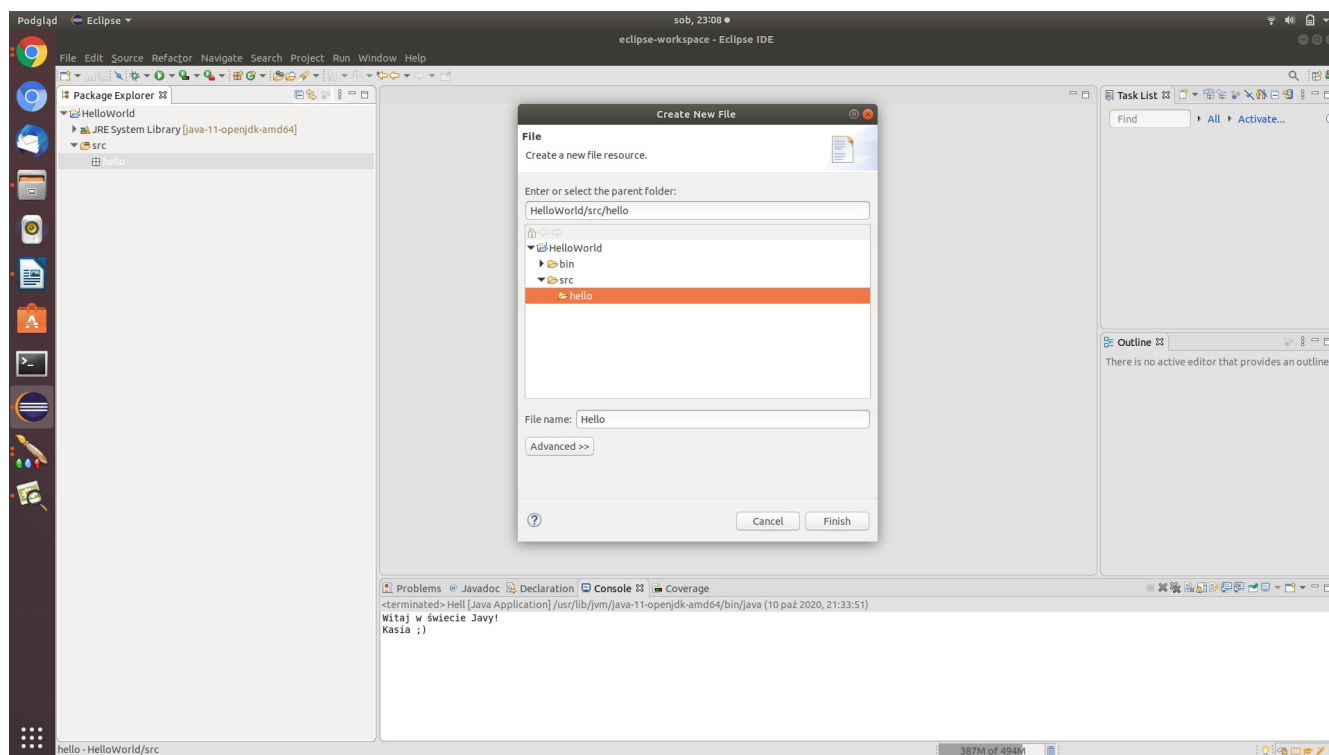 Podgląd Eclipse sob, 23:08
eclipse-workspace - Eclipse IDE
File Edit Source Refactor Navigate Search Project Run Window Help
Package Explorer
HelloWorld
JRE System Library [java-11-openjdk-amd64]
src
hello
Create New File
File
Create a new file resource.
Enter or select the parent folder:
HelloWorld/src/hello
HelloWorld
bin
src
hello
File name: Hello
Advanced >>
Cancel Finish
Task List
Find All Activate...
Outline
There is no active editor that provides an outline
Problems Javadoc Declaration Console Coverage
<terminated> Hell [Java Application] /usr/lib/jvm/java-11-openjdk-amd64/bin/java (10 paź 2020, 21:33:51)
Witaj w świecie Javy!
Kasia ;)
hello - HelloWorld/src 387M of 494M